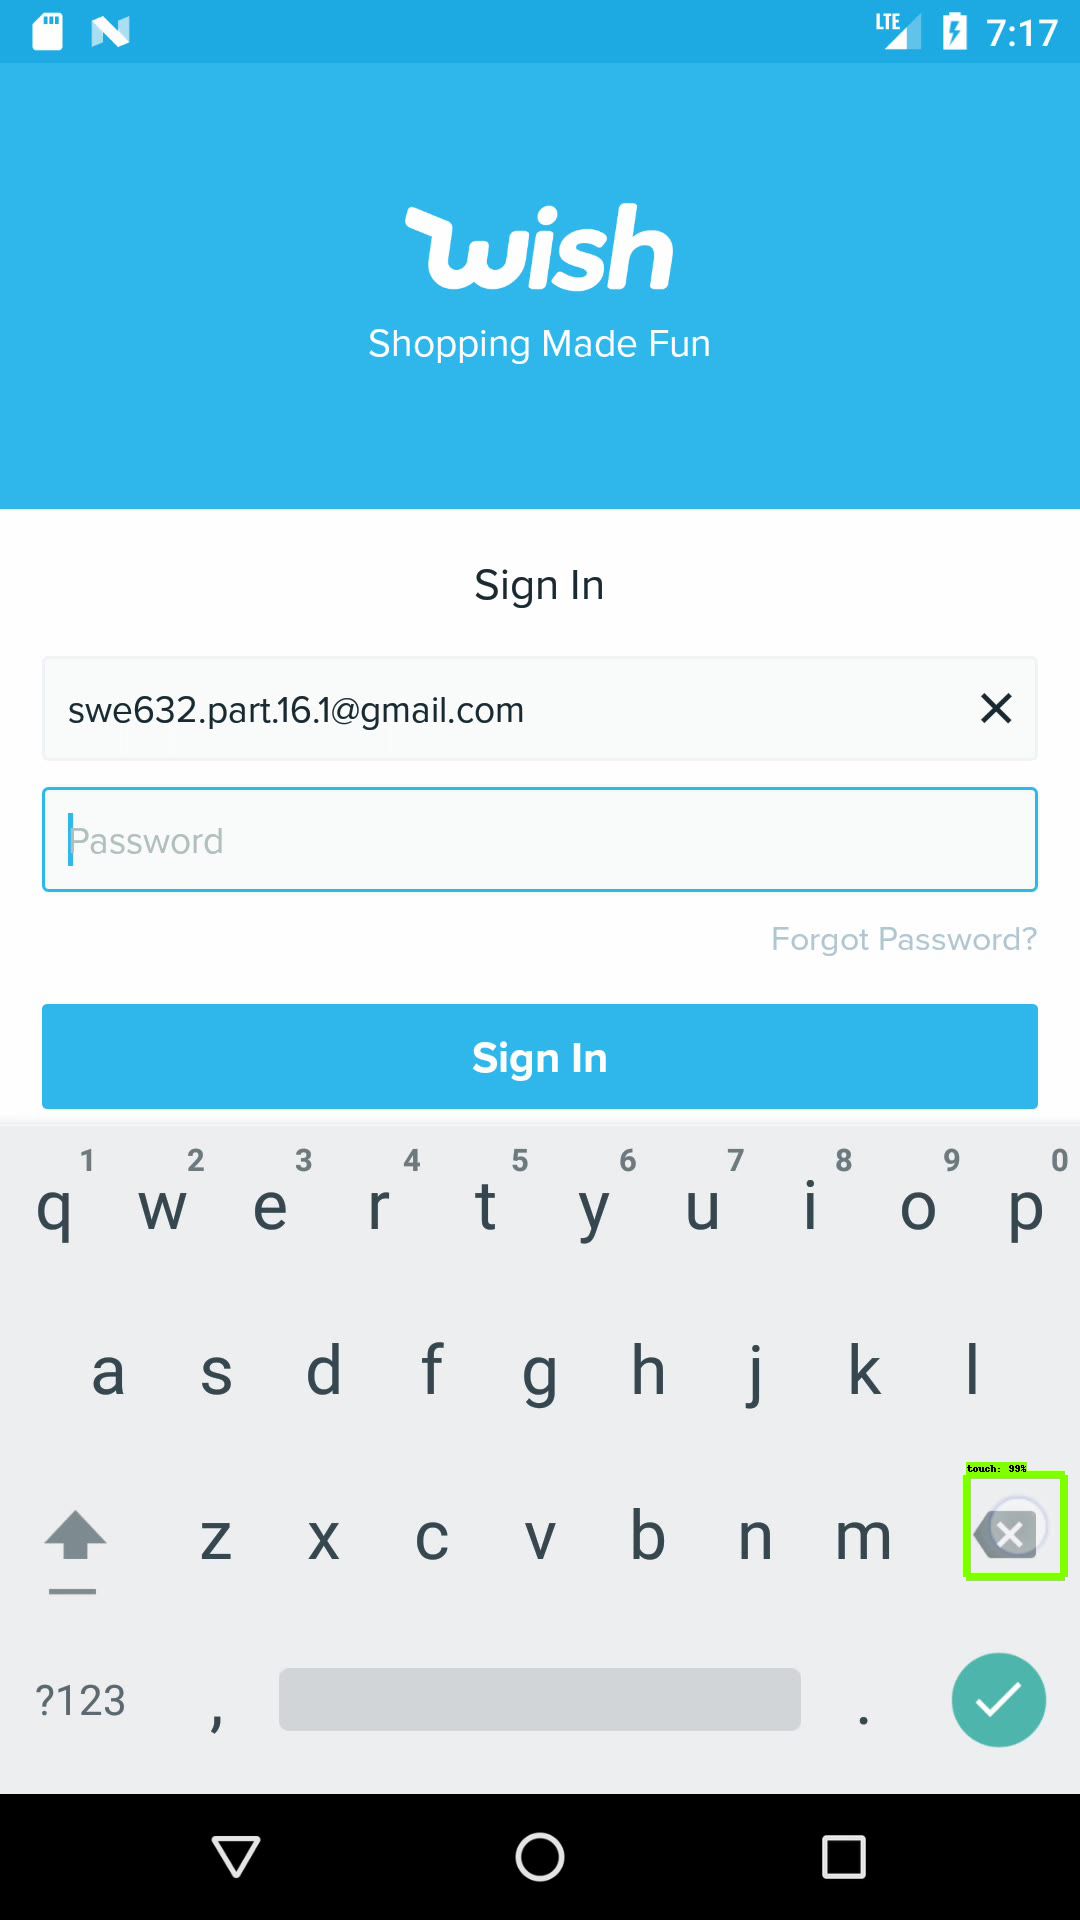 LTE 7:17
wish
Shopping Made Fun
Sign In
swe632.part.16.1@gmail.com
Password
Forgot Password?
Sign In
1 2 3 4 5 6 7 8 9 0
q w e r t y u i o p
a s d f g h j k l
touch: 99%
z x c v b n m
?123 , .